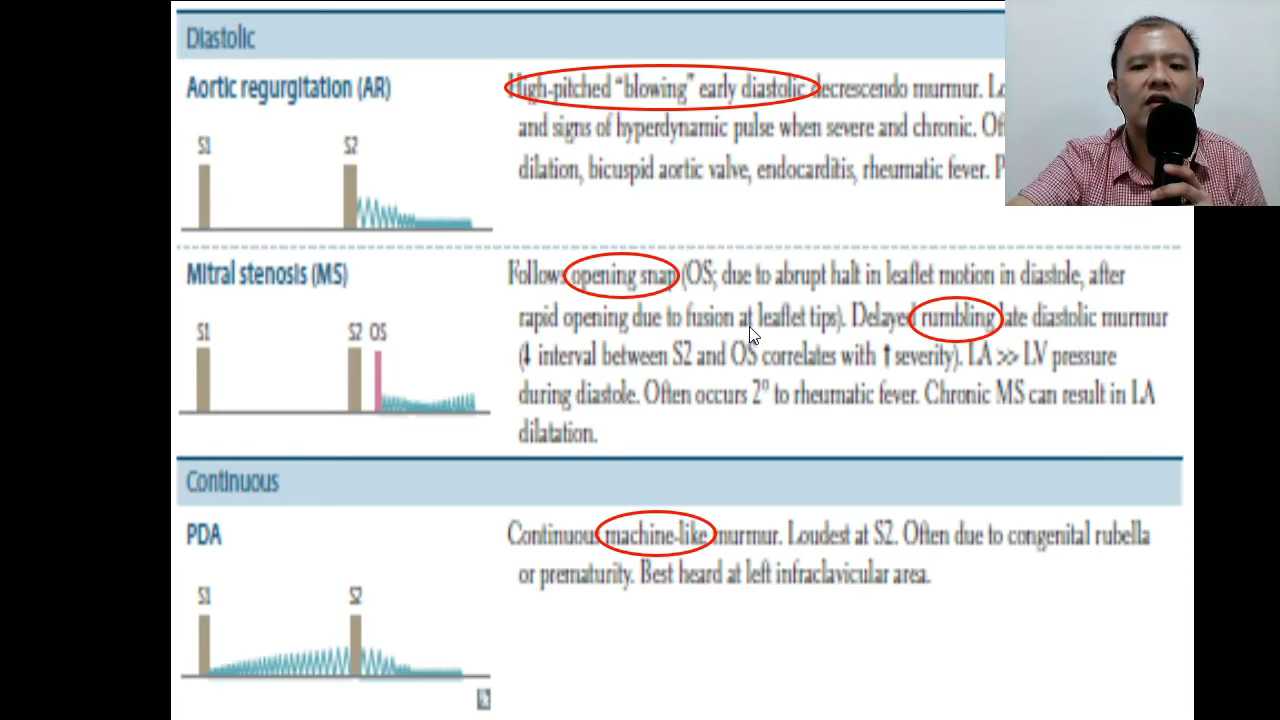 Diastolic
Aortic regurgitation (AR)
High-pitched “blowing” early diastolic decrescendo murmur.
and signs of hyperdynamic pulse when severe and chronic.
dilation, bicuspid aortic valve, endocarditis, rheumatic fever.
S1 S2
Mitral stenosis (MS)
Follows opening snap (OS; due to abrupt halt in leaflet motion in diastole, after
rapid opening due to fusion at leaflet tips). Delayed rumbling late diastolic murmur
(↓ interval between S2 and OS correlates with ↑ severity). LA >> LV pressure
during diastole. Often occurs 2° to rheumatic fever. Chronic MS can result in LA
dilatation.
S1 S2 OS
Continuous
PDA
Continuous machine-like murmur. Loudest at S2. Often due to congenital rubella
or prematurity. Best heard at left infraclavicular area.
S1 S2